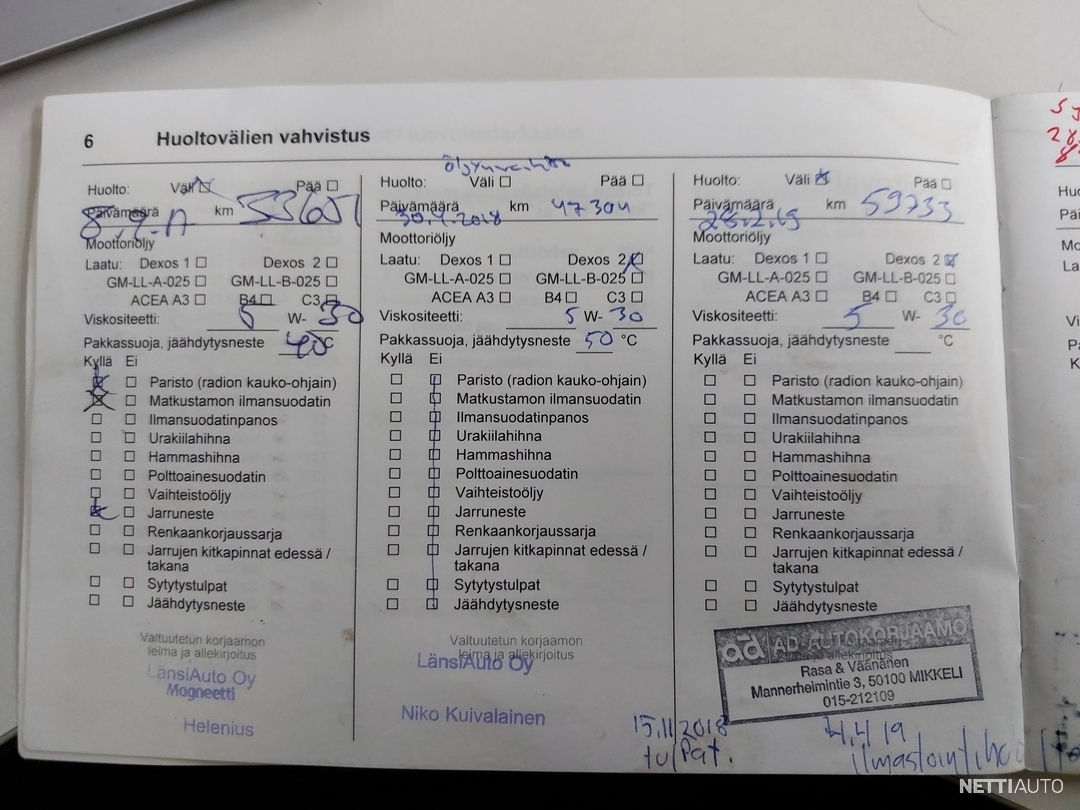 6 Huoltovälien vahvistus
Huolto: Väli Pää
Päivämäärä km
Moottoriöljy
Laatu: Dexos 1 Dexos 2
GM-LL-A-025 GM-LL-B-025
ACEA A3 B4 C3
Viskositeetti: 5 W- 30
Pakkassuoja, jäähdytysneste 40 °C
Kyllä Ei
Paristo (radion kauko-ohjain)
Matkustamon ilmansuodatin
Ilmansuodatinpanos
Urakiilahihna
Hammashihna
Polttoainesuodatin
Vaihteistoöljy
Jarruneste
Renkaankorjaussarja
Jarrujen kitkapinnat edessä /
takana
Sytytystulpat
Jäähdytysneste
Valtuutetun korjaamon
leima ja allekirjoitus
LänsiAuto Oy
Magneetti
Helenius
Huolto: Väli Pää
Päivämäärä km 47304
30.4.2018
Moottoriöljy
Laatu: Dexos 1 Dexos 2
GM-LL-A-025 GM-LL-B-025
ACEA A3 B4 C3
Viskositeetti: 5 W- 30
Pakkassuoja, jäähdytysneste 50 °C
Kyllä Ei
Paristo (radion kauko-ohjain)
Matkustamon ilmansuodatin
Ilmansuodatinpanos
Urakiilahihna
Hammashihna
Polttoainesuodatin
Vaihteistoöljy
Jarruneste
Renkaankorjaussarja
Jarrujen kitkapinnat edessä /
takana
Sytytystulpat
Jäähdytysneste
Valtuutetun korjaamon
leima ja allekirjoitus
LänsiAuto Oy
Niko Kuivalainen
Huolto: Väli Pää
Päivämäärä km 59733
28.2.19
Moottoriöljy
Laatu: Dexos 1 Dexos 2
GM-LL-A-025 GM-LL-B-025
ACEA A3 B4 C3
Viskositeetti: 5 W- 30
Pakkassuoja, jäähdytysneste °C
Kyllä Ei
Paristo (radion kauko-ohjain)
Matkustamon ilmansuodatin
Ilmansuodatinpanos
Urakiilahihna
Hammashihna
Polttoainesuodatin
Vaihteistoöljy
Jarruneste
Renkaankorjaussarja
Jarrujen kitkapinnat edessä /
takana
Sytytystulpat
Jäähdytysneste
ad AD-AUTOKORJAAMO
Rasa & Väänänen
Mannerheimintie 3, 50100 MIKKELI
015-212109
15.11.2018
tulpat.
4.4.19
NETTIAUTO